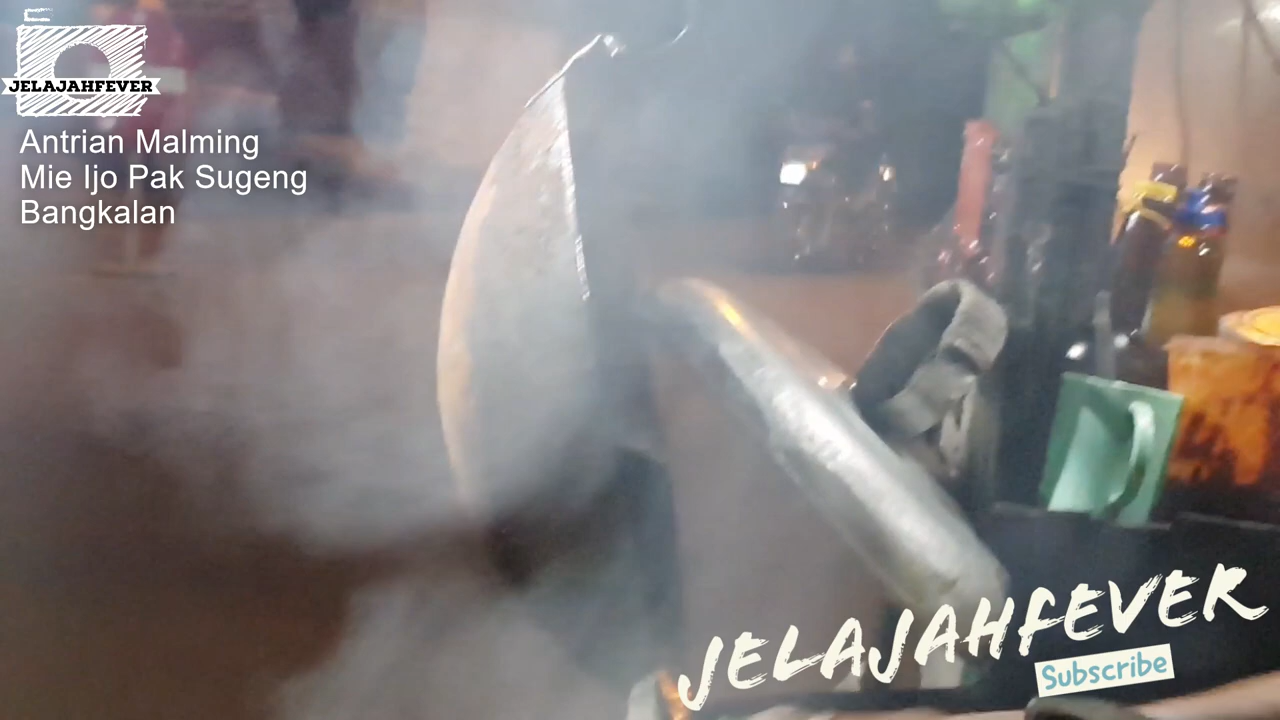 JELAJAHFEVER
Antrian Malming
Mie Ijo Pak Sugeng
Bangkalan
JELAJAHFEVER
Subscribe